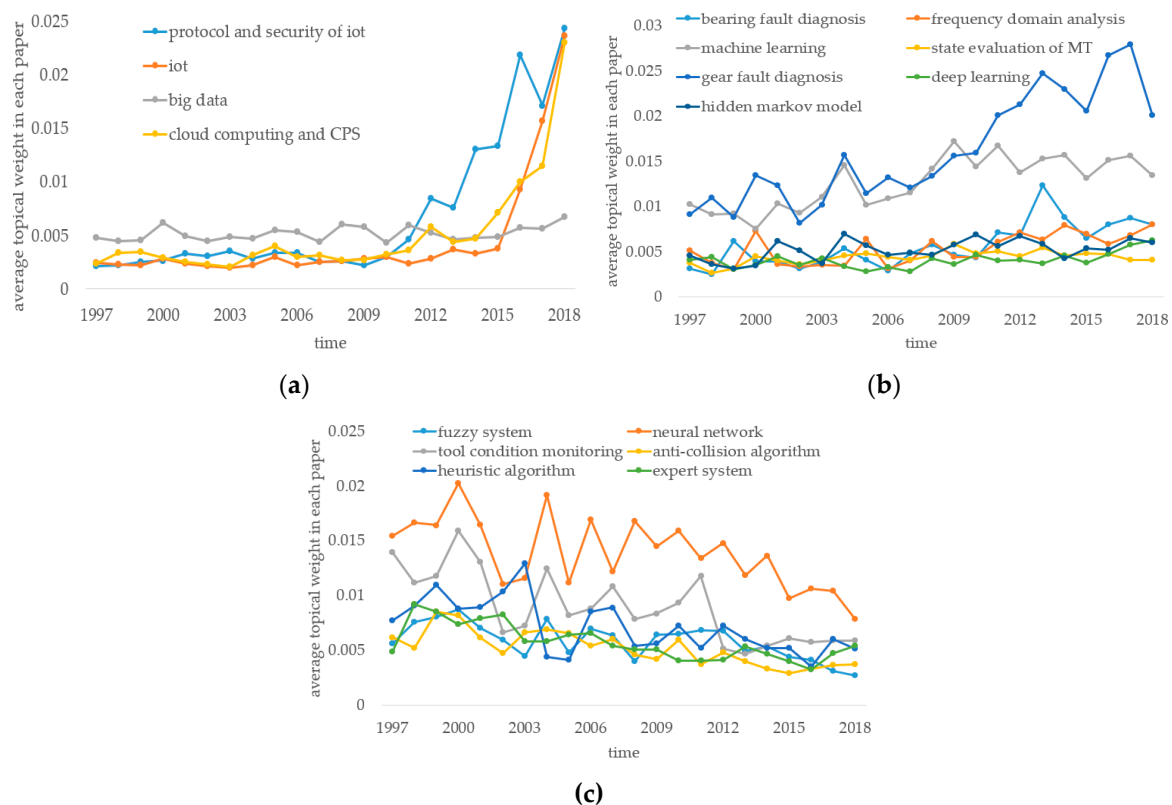 protocol and security of iot
iot
big data
cloud computing and CPS
average topical weight in each paper
0.025
0.02
0.015
0.01
0.005
0
1997 2000 2003 2006 2009 2012 2015 2018
time
(a)
bearing fault diagnosis frequency domain analysis
machine learning state evaluation of MT
gear fault diagnosis deep learning
hidden markov model
average topical weight in each paper
0.03
0.025
0.02
0.015
0.01
0.005
0
1997 2000 2003 2006 2009 2012 2015 2018
time
(b)
fuzzy system neural network
tool condition monitoring anti-collision algorithm
heuristic algorithm expert system
average topical weight in each paper
0.025
0.02
0.015
0.01
0.005
0
1997 2000 2003 2006 2009 2012 2015 2018
time
(c)